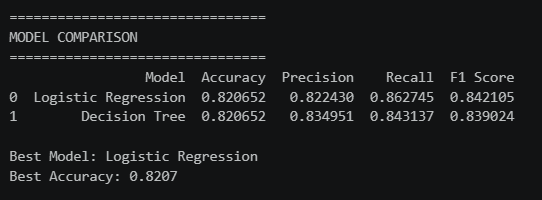 ================================
MODEL COMPARISON
================================
                 Model  Accuracy  Precision    Recall  F1 Score
0  Logistic Regression  0.820652   0.822430  0.862745  0.842105
1        Decision Tree  0.820652   0.834951  0.843137  0.839024

Best Model: Logistic Regression
Best Accuracy: 0.8207